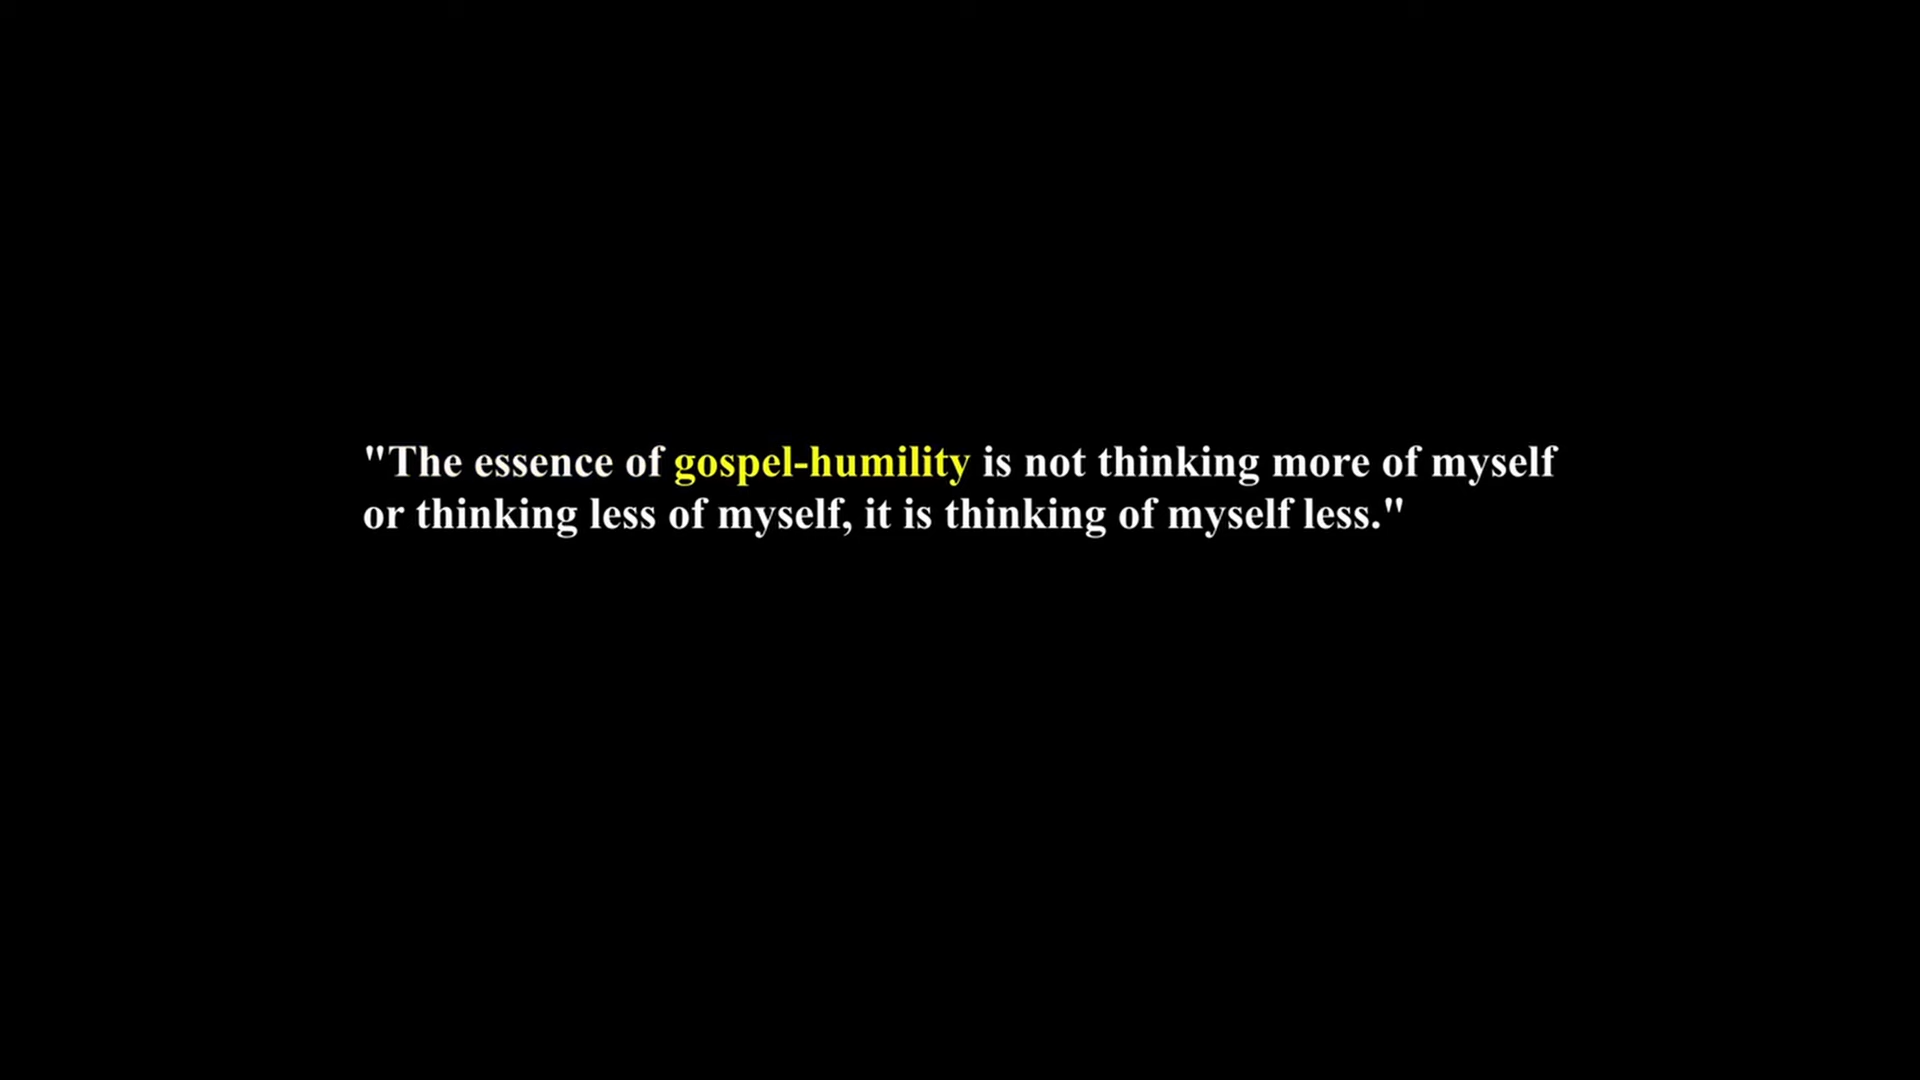 "The essence of gospel-humility is not thinking more of myself
or thinking less of myself, it is thinking of myself less."